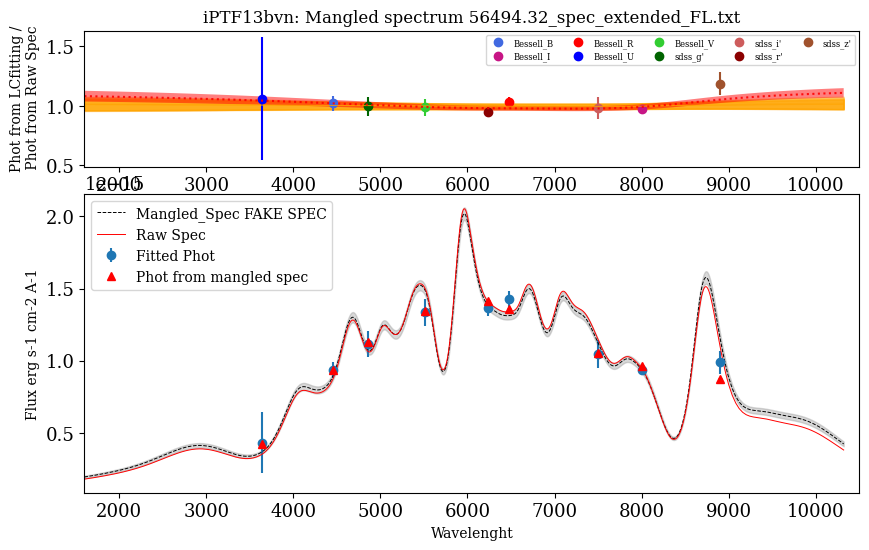 iPTF13bvn: Mangled spectrum 56494.32_spec_extended_FL.txt
Phot from LCfitting /
Phot from Raw Spec
1.5
1.0
0.5
Bessell_B
Bessell_R
Bessell_V
sdss_i'
sdss_z'
Bessell_I
Bessell_U
sdss_g'
sdss_r'
2000 3000 4000 5000 6000 7000 8000 9000 10000
1e−15
Flux erg s-1 cm-2 A-1
2.0
1.5
1.0
0.5
Mangled_Spec FAKE SPEC
Raw Spec
Fitted Phot
Phot from mangled spec
2000 3000 4000 5000 6000 7000 8000 9000 10000
Wavelenght